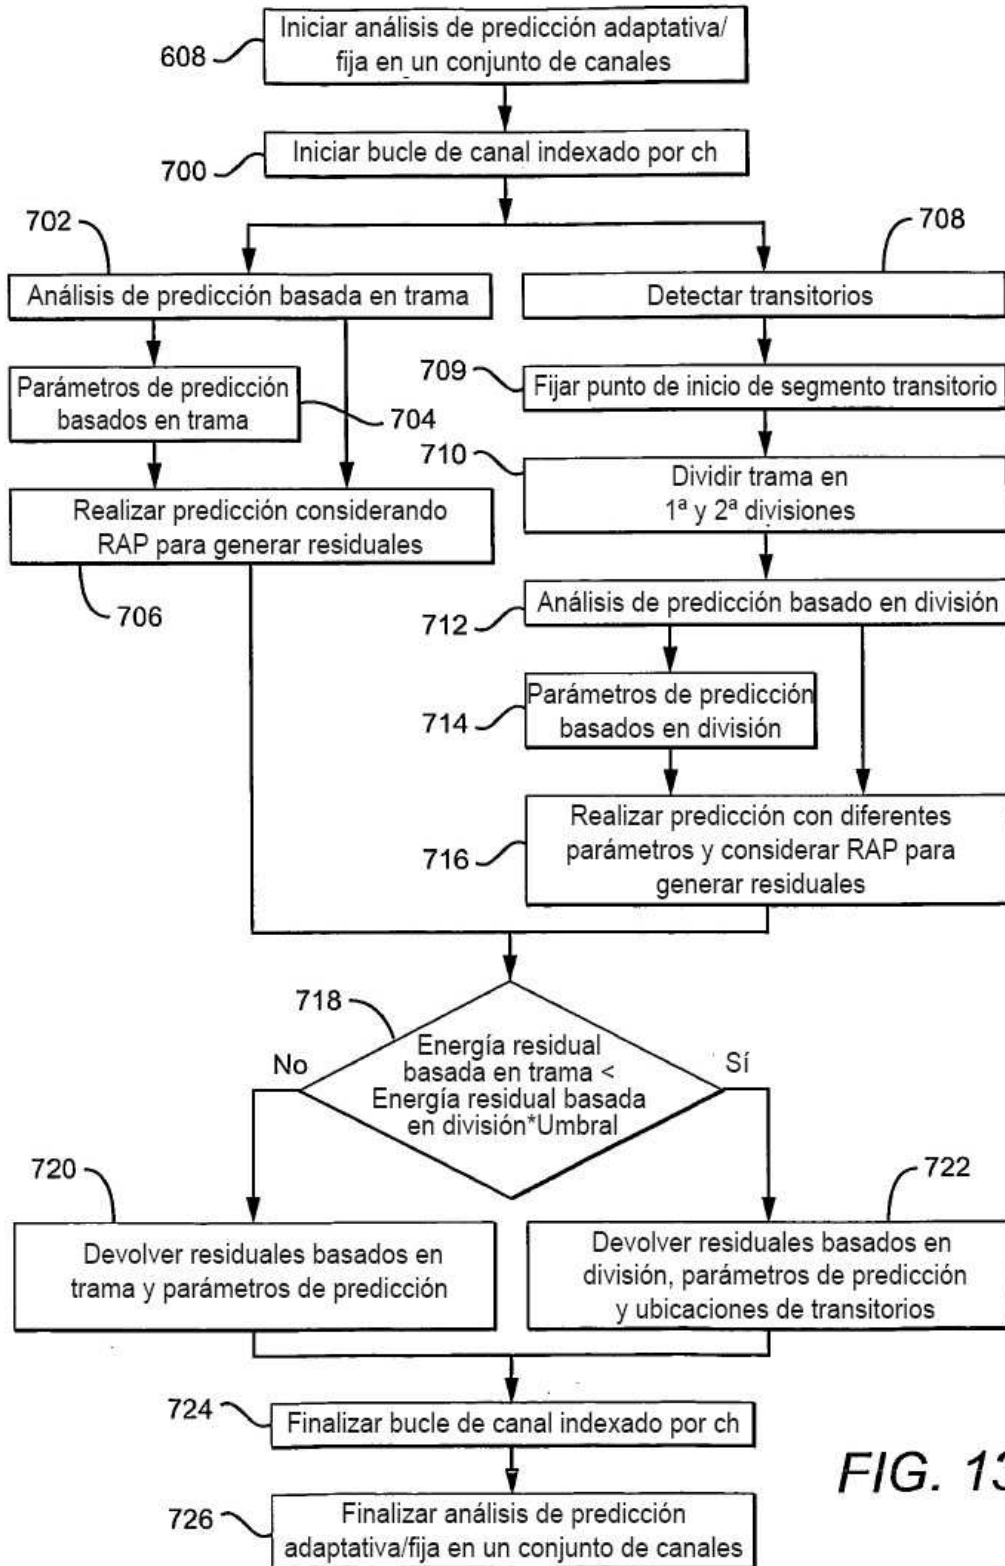 608
Iniciar análisis de predicción adaptativa/
fija en un conjunto de canales
700
Iniciar bucle de canal indexado por ch
702
Análisis de predicción basada en trama
Parámetros de predicción
basados en trama
704
Realizar predicción considerando
RAP para generar residuales
706
708
Detectar transitorios
709
Fijar punto de inicio de segmento transitorio
710
Dividir trama en
1ª y 2ª divisiones
712
Análisis de predicción basado en división
714
Parámetros de predicción
basados en división
716
Realizar predicción con diferentes
parámetros y considerar RAP para
generar residuales
718
Energía residual
basada en trama <
Energía residual basada
en división*Umbral
No
Sí
720
Devolver residuales basados en
trama y parámetros de predicción
722
Devolver residuales basados en
división, parámetros de predicción
y ubicaciones de transitorios
724
Finalizar bucle de canal indexado por ch
726
Finalizar análisis de predicción
adaptativa/fija en un conjunto de canales
FIG. 13